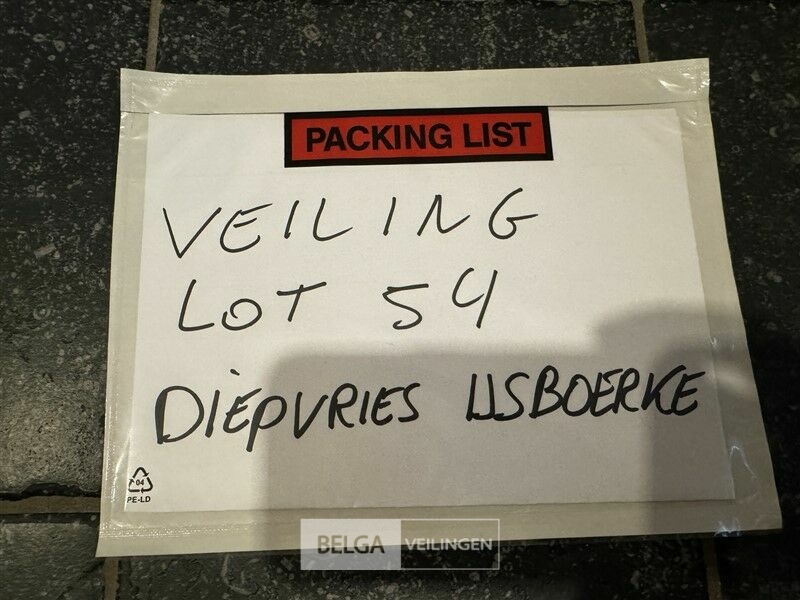 PACKING LIST
VEILING
LOT 54
DIEPVRIES IJSBOERKE
04
PE-LD
BELGA VEILINGEN